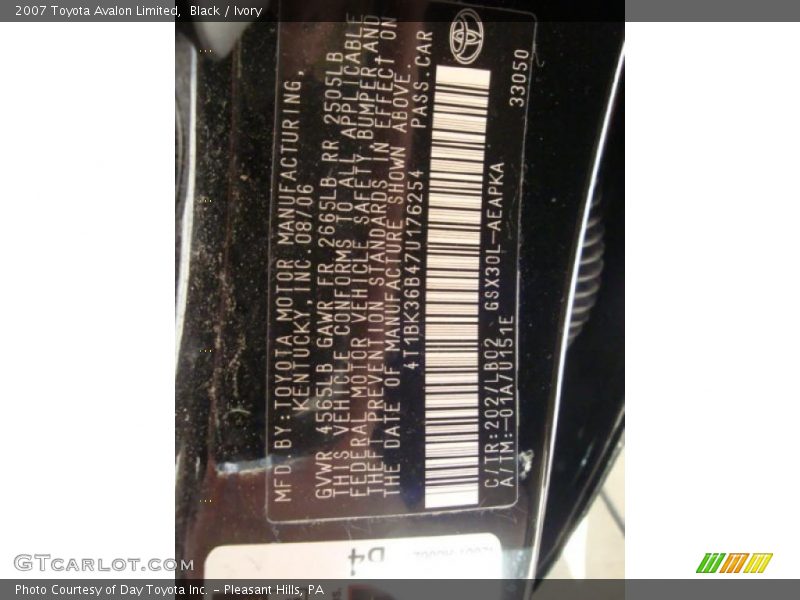 2007 Toyota Avalon Limited,  Black / Ivory
MFD.BY:TOYOTA MOTOR MANUFACTURING,
KENTUCKY,INC.08/06
GVWR 4565LB GAWR FR 2665LB RR 2505LB
THIS VEHICLE CONFORMS TO ALL APPLICABLE
FEDERAL MOTOR VEHICLE SAFETY,BUMPER AND
THEFT PREVENTION STANDARDS IN EFFECT ON
THE DATE OF MANUFACTURE SHOWN ABOVE.
4T1BK36B47U176254 PASS.CAR
C/TR:202/LB02 GSX30L-AEAPKA 33050
A/TM:-01A/U151E
D4
GTcarlot.com
Photo Courtesy of Day Toyota Inc. – Pleasant Hills, PA